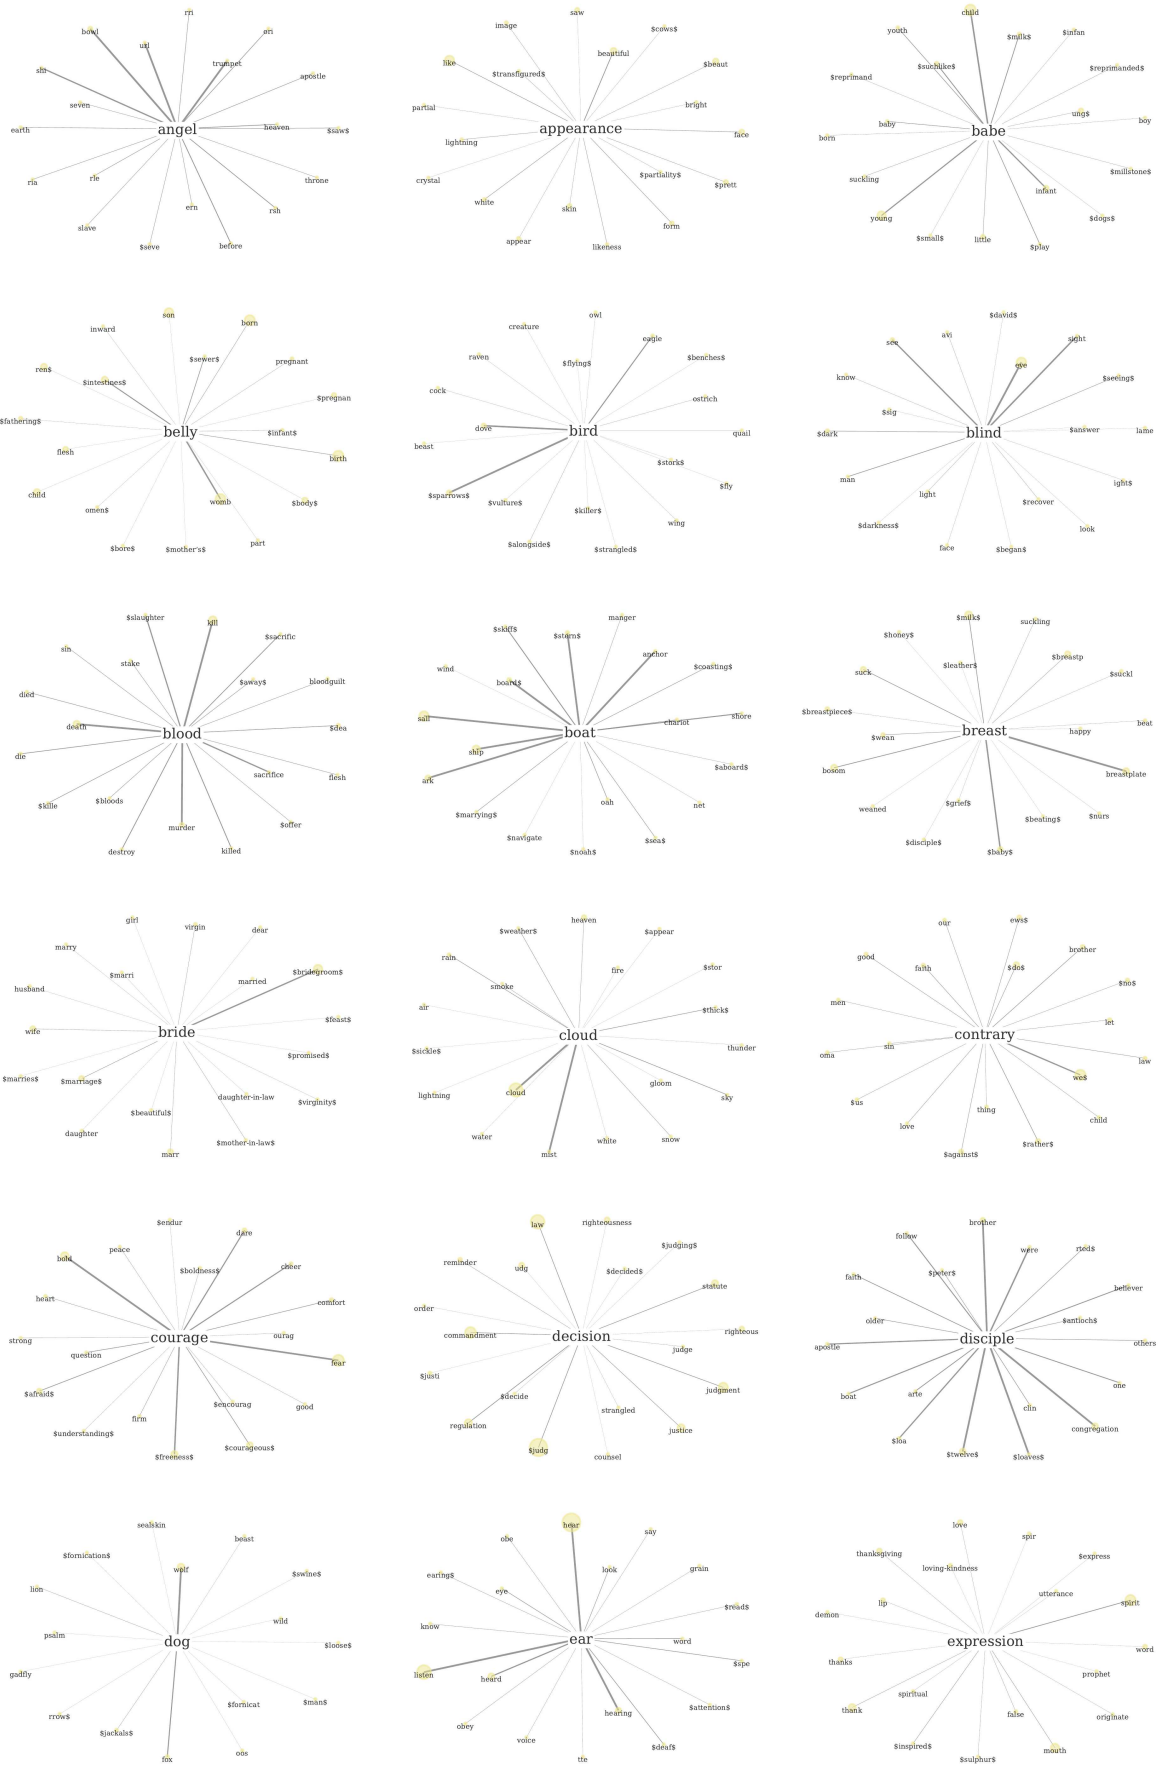 rri
bowl
url
ori
shi
trumpet
apostle
seven
earth
angel
heaven
$saw$
ria
rle
throne
slave
ern
rsh
$seve
before
saw
image
$cows$
like
beautiful
$transfigured$
$beaut
partial
bright
appearance
face
lightning
crystal
$partiality$
$prett
white
skin
form
appear
likeness
child
youth
$milk$
$infan
$reprimand
$suchlike$
$reprimanded$
ung$
baby
boy
born
babe
suckling
$millstone$
infant
young
$dogs$
$small$
little
$play
son
born
inward
ren$
$sewer$
pregnant
$intestines$
$pregnan
$fathering$
belly
$infant$
flesh
birth
child
womb
$body$
omen$
$bore$
$mother's$
part
owl
creature
eagle
raven
$flying$
$benches$
cock
ostrich
dove
bird
quail
beast
$stork$
$sparrows$
$vulture$
$fly
$killer$
wing
$alongside$
$strangled$
$david$
see
avi
sight
eye
know
$seeing$
$sig
$dark
blind
$answer
lame
man
light
ight$
$recover
$darkness$
look
face
$began$
$slaughter
kill
sin
stake
$sacrific
$away$
bloodguilt
died
death
blood
$dea
die
sacrifice
flesh
$kille
$bloods
murder
$offer
destroy
killed
manger
$skiff$
$stern$
anchor
wind
board$
$coasting$
sail
chariot
shore
ship
boat
ark
$aboard$
oah
net
$marrying$
$navigate
$noah$
$sea$
$milk$
suckling
$honey$
$leather$
$breastp
suck
$suckl
$breastpiece$
beat
$wean
breast
happy
bosom
breastplate
weaned
$grief$
$nurs
$beating$
$disciple$
$baby$
girl
virgin
dear
marry
$marri
$bridegroom$
husband
married
wife
bride
$feast$
$promised$
$marries$
$marriage$
daughter-in-law
$beautiful$
$virginity$
daughter
$mother-in-law$
marr
heaven
$weather$
$appear
rain
fire
$stor
smoke
air
$thick$
cloud
$sickle$
thunder
lightning
cloud
gloom
sky
water
white
snow
mist
our
ews$
good
brother
faith
$do$
$no$
men
let
contrary
sin
oma
law
we$
$us
thing
child
love
$rather$
$against$
$endur
dare
bold
peace
cheer
$boldness$
heart
comfort
strong
courage
ourag
question
fear
$afraid$
$encourag
good
firm
$understanding$
$freeness$
$courageous$
law
righteousness
reminder
udg
$judging$
$decided$
statute
order
commandment
decision
righteous
judge
$justi
judgment
$decide
strangled
regulation
justice
$judg
counsel
brother
follow
were
rted$
faith
$peter$
believer
older
$antioch$
apostle
disciple
others
boat
arte
one
clin
$loa
congregation
$twelve$
$loaves$
sealskin
beast
$fornication$
wolf
$swine$
lion
wild
psalm
dog
$loose$
gadfly
rrow$
$fornicat
$man$
$jackals$
fox
oos
hear
obe
say
earing$
look
grain
eye
$read$
know
ear
word
listen
heard
$spe
hearing
$attention$
obey
voice
$deaf$
tte
love
spir
thanksgiving
loving-kindness
$express
lip
utterance
spirit
demon
expression
word
thanks
prophet
thank
spiritual
false
originate
$inspired$
mouth
$sulphur$